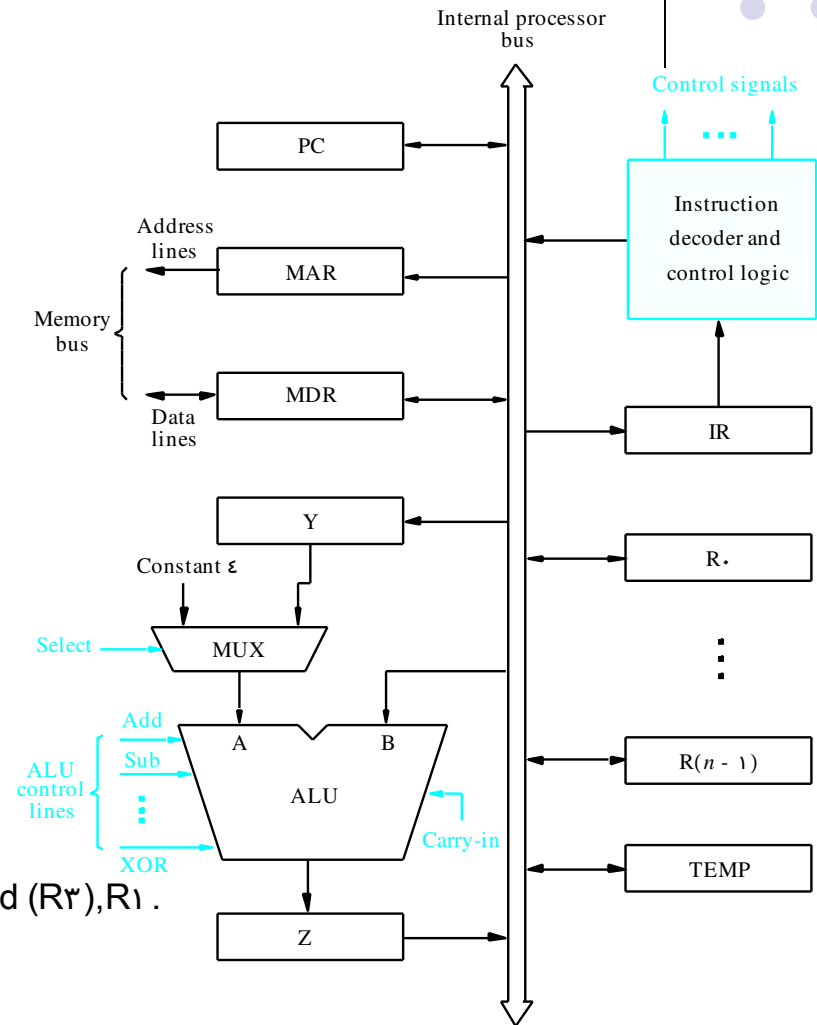 Internal processor
bus
Control signals
PC
Instruction
decoder and
control logic
Address
lines
MAR
Memory
bus
MDR
Data
lines
IR
Y
Constant ٤
R٠
Select
MUX
Add
A
B
R(n - ١)
Sub
ALU
control
lines
ALU
Carry-in
XOR
TEMP
d (R٣),R١ .
Z